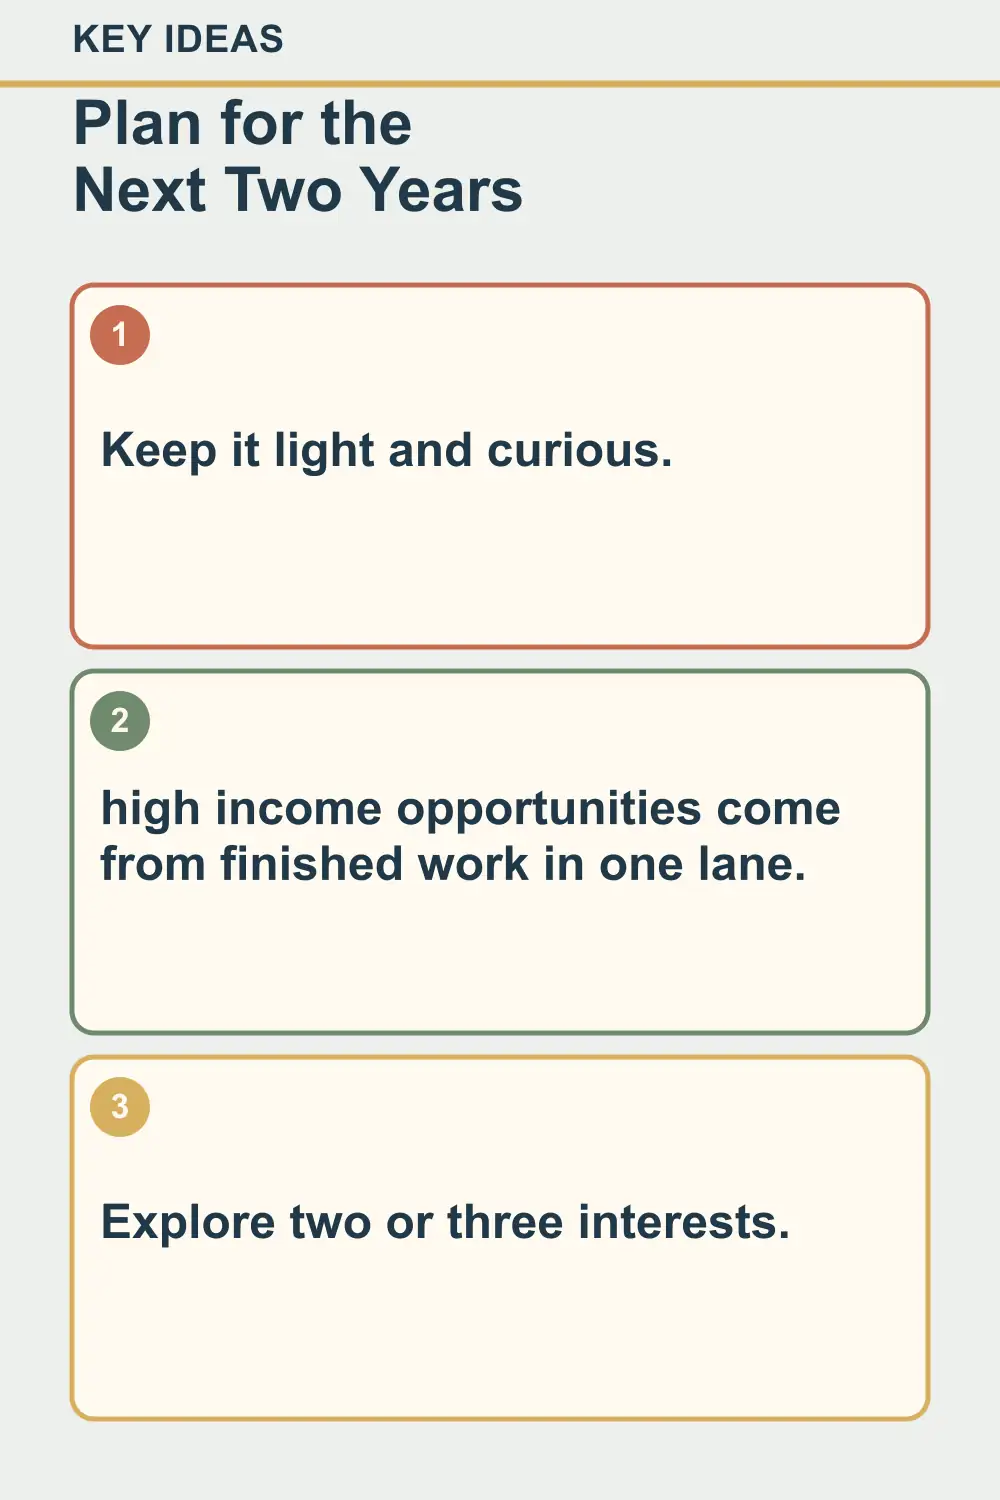 KEY IDEAS
Plan for the
Next Two Years
1
Keep it light and curious.
2
high income opportunities come
from finished work in one lane.
3
Explore two or three interests.